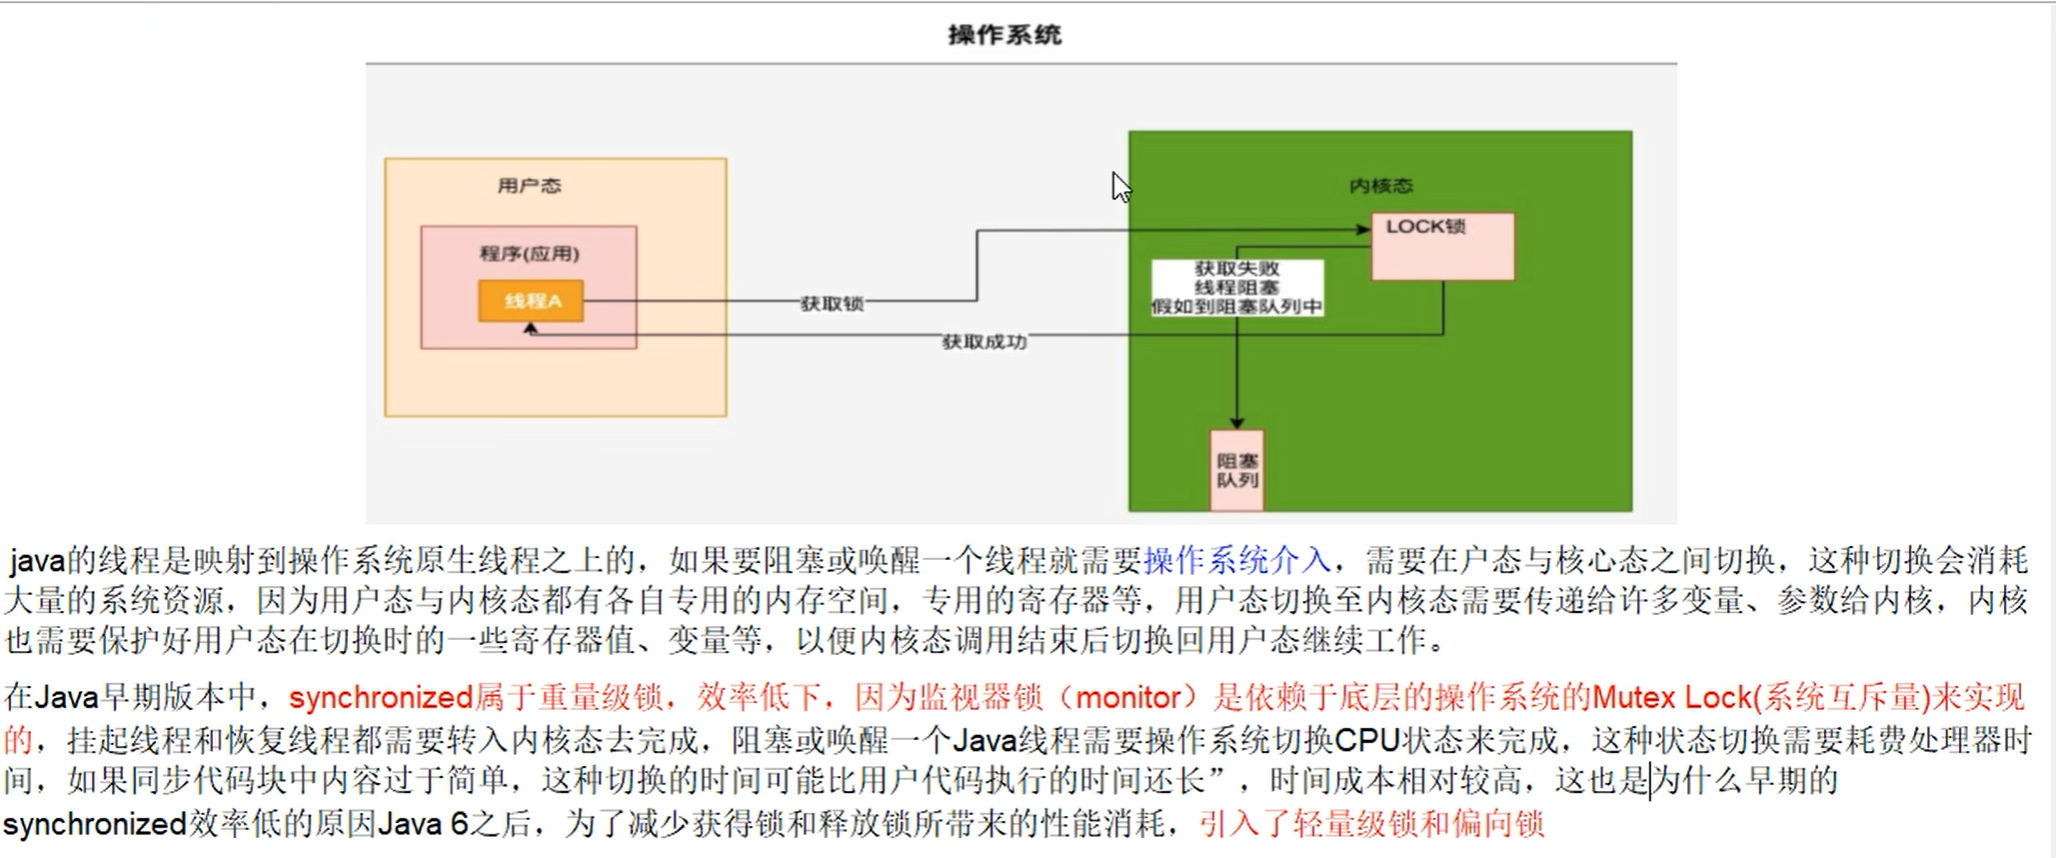 操作系统
用户态
内核态
程序(应用)
LOCK锁
线程A
获取锁
获取失败
线程阻塞
假如到阻塞队列中
获取成功
阻塞
队列
java的线程是映射到操作系统原生线程之上的，如果要阻塞或唤醒一个线程就需要操作系统介入，需要在户态与核心态之间切换，这种切换会消耗
大量的系统资源，因为用户态与内核态都有各自专用的内存空间，专用的寄存器等，用户态切换至内核态需要传递给许多变量、参数给内核，内核
也需要保护好用户态在切换时的一些寄存器值、变量等，以便内核态调用结束后切换回用户态继续工作。
在Java早期版本中，synchronized属于重量级锁，效率低下，因为监视器锁（monitor）是依赖于底层的操作系统的Mutex Lock(系统互斥量)来实现
的，挂起线程和恢复线程都需要转入内核态去完成，阻塞或唤醒一个Java线程需要操作系统切换CPU状态来完成，这种状态切换需要耗费处理器时
间，如果同步代码块中内容过于简单，这种切换的时间可能比用户代码执行的时间还长”，时间成本相对较高，这也是为什么早期的
synchronized效率低的原因Java 6之后，为了减少获得锁和释放锁所带来的性能消耗，引入了轻量级锁和偏向锁